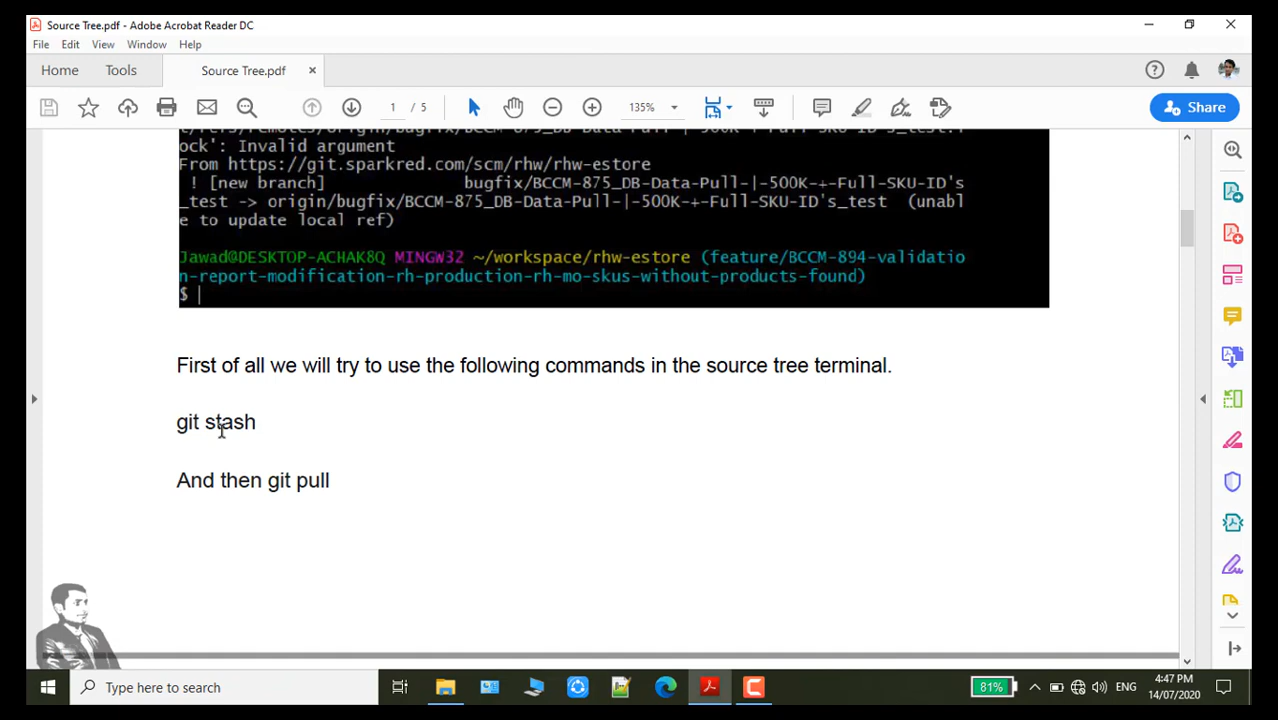 Source Tree.pdf - Adobe Acrobat Reader DC
File Edit View Window Help
Home Tools Source Tree.pdf ×
1 / 5 135% Share
ock': Invalid argument
From https://git.sparkred.com/scm/rhw/rhw-estore
! [new branch] bugfix/BCCM-875_DB-Data-Pull-|-500K-+-Full-SKU-ID's
_test -> origin/bugfix/BCCM-875_DB-Data-Pull-|-500K-+-Full-SKU-ID's_test (unabl
e to update local ref)
Jawad@DESKTOP-ACHAK8Q MINGW32 ~/workspace/rhw-estore (feature/BCCM-894-validatio
n-report-modification-rh-production-rh-mo-skus-without-products-found)
$
First of all we will try to use the following commands in the source tree terminal.
git stash
And then git pull
Type here to search
81% ENG 4:47 PM
14/07/2020